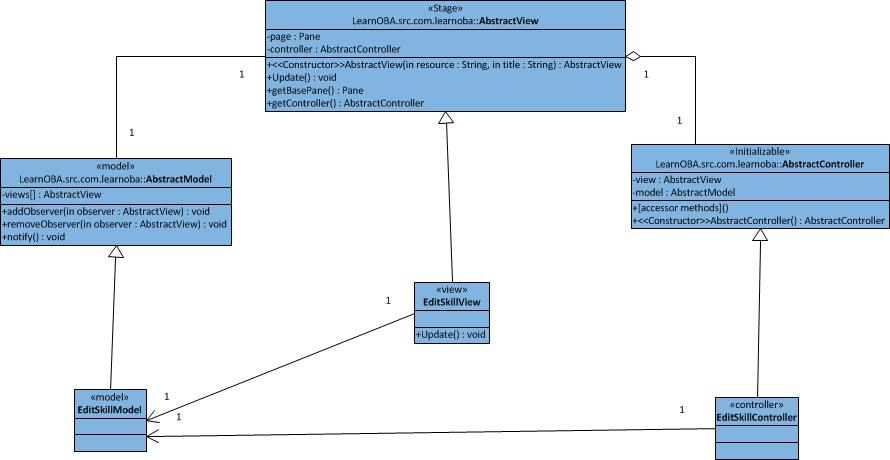 «Stage»
LearnOBA.src.com.learnoba::AbstractView
-page : Pane
-controller : AbstractController
+<<Constructor>>AbstractView(in resource : String, in title : String) : AbstractView
+Update() : void
+getBasePane() : Pane
+getController() : AbstractController
1
1
1
1
«model»
LearnOBA.src.com.learnoba::AbstractModel
-views[] : AbstractView
+addObserver(in observer : AbstractView) : void
+removeObserver(in observer : AbstractView) : void
+notify() : void
«Initializable»
LearnOBA.src.com.learnoba::AbstractController
-view : AbstractView
-model : AbstractModel
+[accessor methods]()
+<<Constructor>>AbstractController() : AbstractController
«view»
EditSkillView
+Update() : void
1
1
1
1
«model»
EditSkillModel
«controller»
EditSkillController